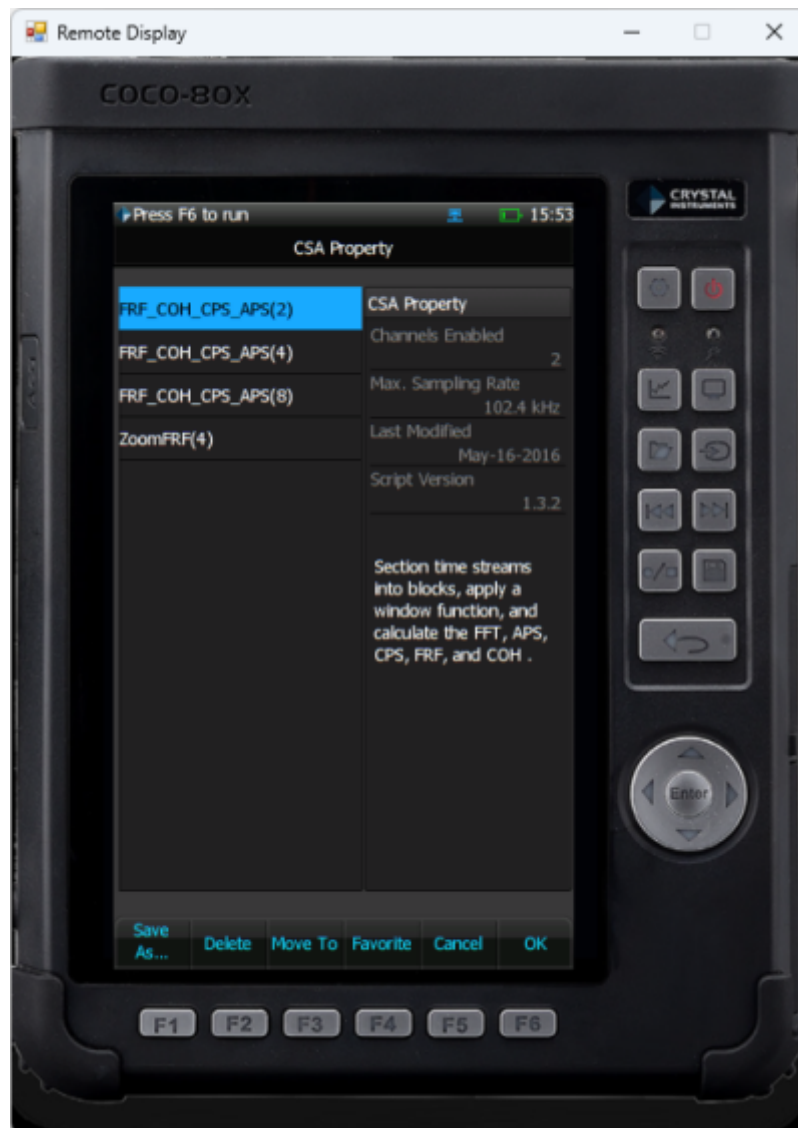 Remote Display
COCO-80X
CRYSTAL
INSTRUMENTS
Press F6 to run
15:53
CSA Property
FRF_COH_CPS_APS(2)
FRF_COH_CPS_APS(4)
FRF_COH_CPS_APS(8)
ZoomFRF(4)
CSA Property
Channels Enabled
2
Max. Sampling Rate
102.4 kHz
Last Modified
May-16-2016
Script Version
1.3.2
Section time streams
into blocks, apply a
window function, and
calculate the FFT, APS,
CPS, FRF, and COH .
Enter
Save As... Delete Move To Favorite Cancel OK
F1 F2 F3 F4 F5 F6